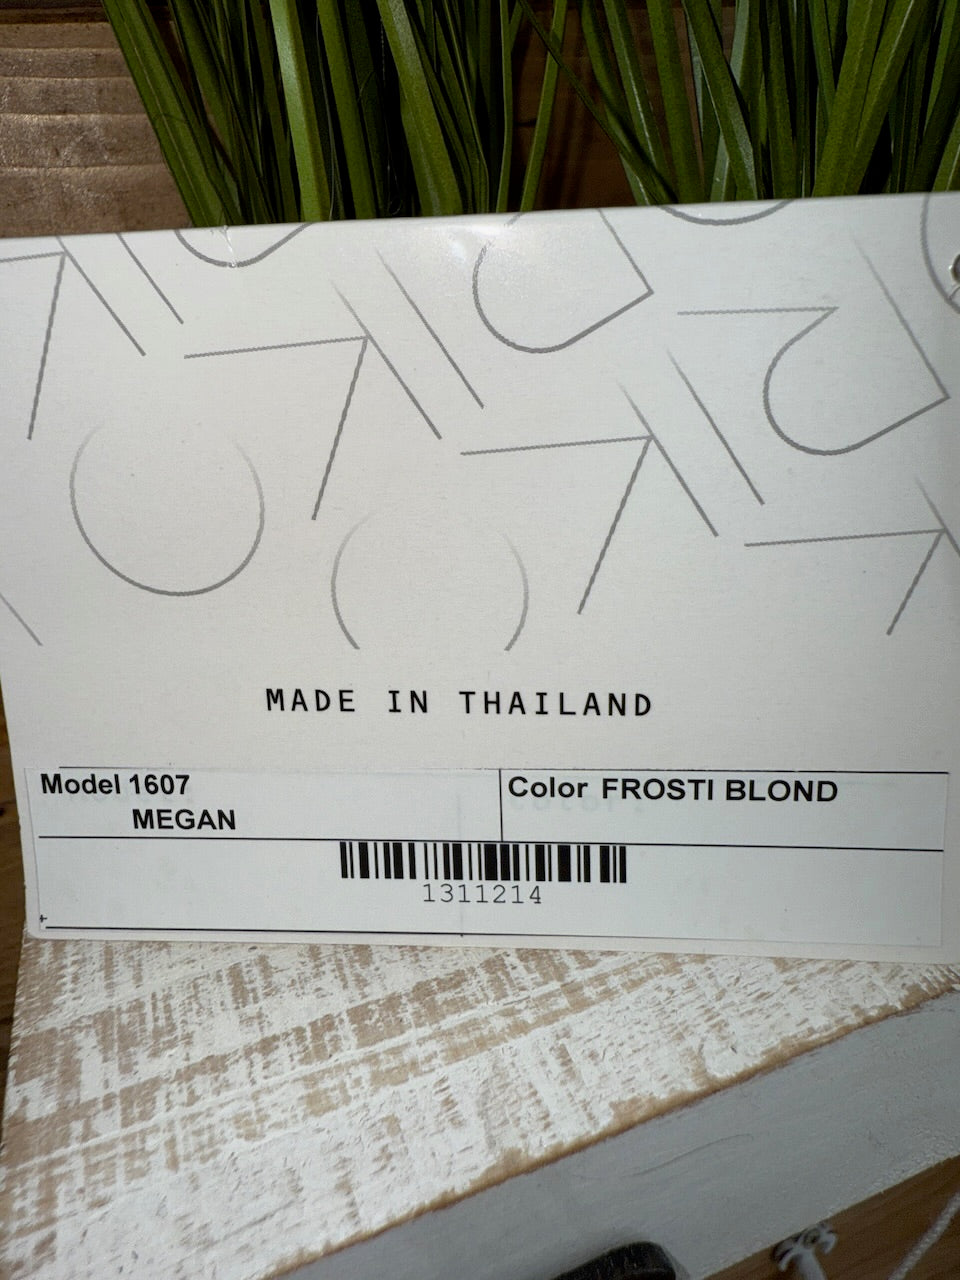 MADE IN THAILAND
Model 1607
MEGAN
Color FROSTI BLOND
1311214